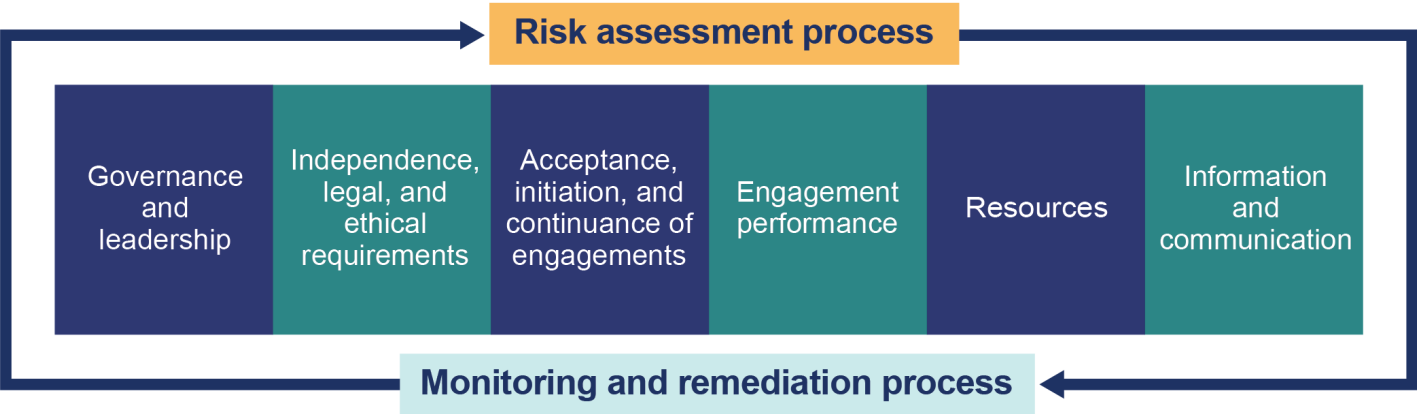 Risk assessment process
Governance
and
leadership
Independence,
legal, and
ethical
requirements
Acceptance,
initiation, and
continuance of
engagements
Engagement
performance
Resources
Information
and
communication
Monitoring and remediation process